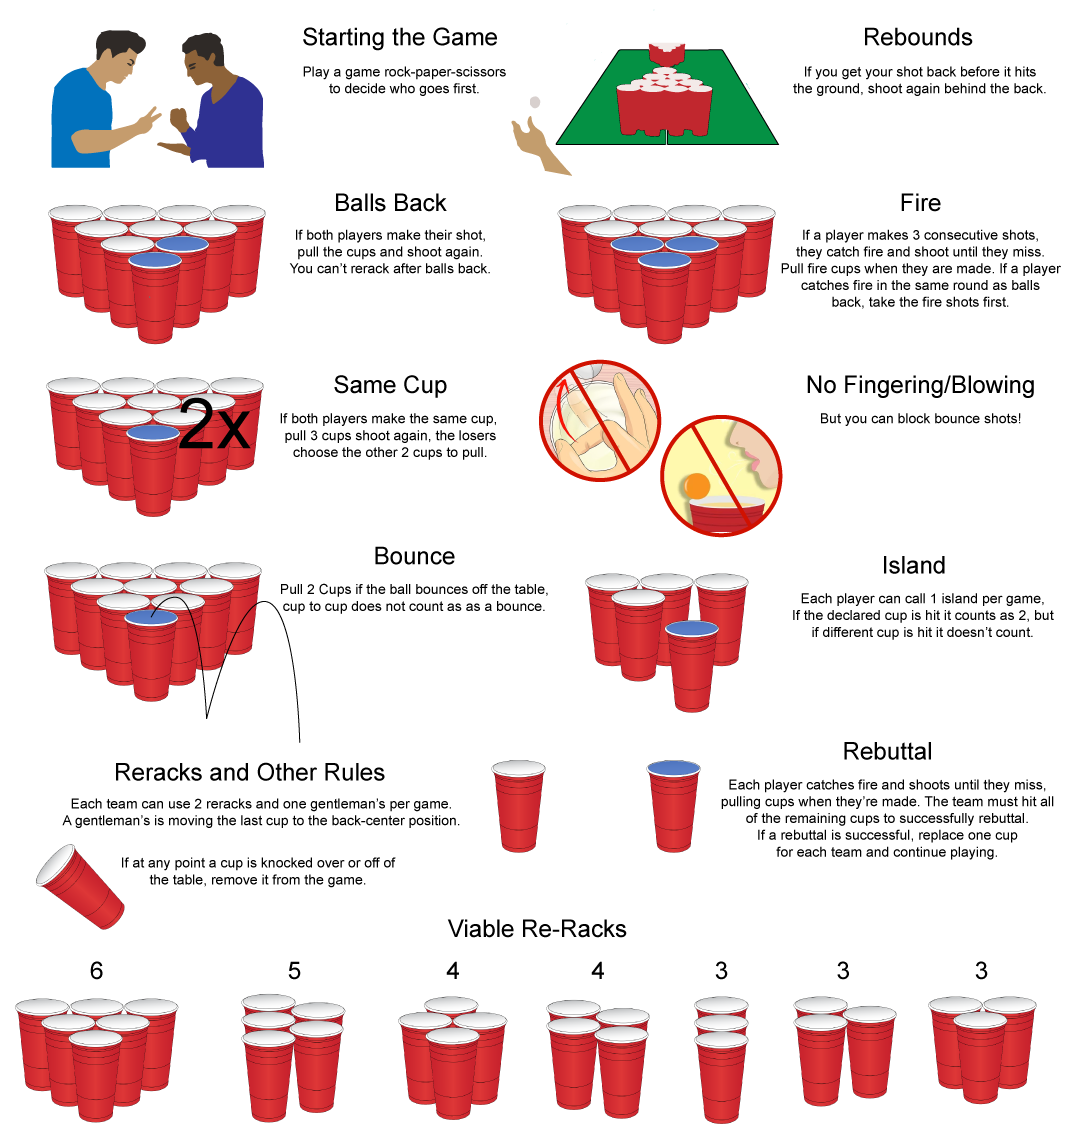 Starting the Game
Play a game rock-paper-scissors
to decide who goes first.
Rebounds
If you get your shot back before it hits
the ground, shoot again behind the back.
Balls Back
If both players make their shot,
pull the cups and shoot again.
You can't rerack after balls back.
Fire
If a player makes 3 consecutive shots,
they catch fire and shoot until they miss.
Pull fire cups when they are made. If a player
catches fire in the same round as balls
back, take the fire shots first.
2x
Same Cup
If both players make the same cup,
pull 3 cups shoot again, the losers
choose the other 2 cups to pull.
No Fingering/Blowing
But you can block bounce shots!
Bounce
Pull 2 Cups if the ball bounces off the table,
cup to cup does not count as as a bounce.
Island
Each player can call 1 island per game,
If the declared cup is hit it counts as 2, but
if different cup is hit it doesn't count.
Reracks and Other Rules
Each team can use 2 reracks and one gentleman's per game.
A gentleman's is moving the last cup to the back-center position.
If at any point a cup is knocked over or off of
the table, remove it from the game.
Rebuttal
Each player catches fire and shoots until they miss,
pulling cups when they're made. The team must hit all
of the remaining cups to successfully rebuttal.
If a rebuttal is successful, replace one cup
for each team and continue playing.
Viable Re-Racks
6 5 4 4 3 3 3